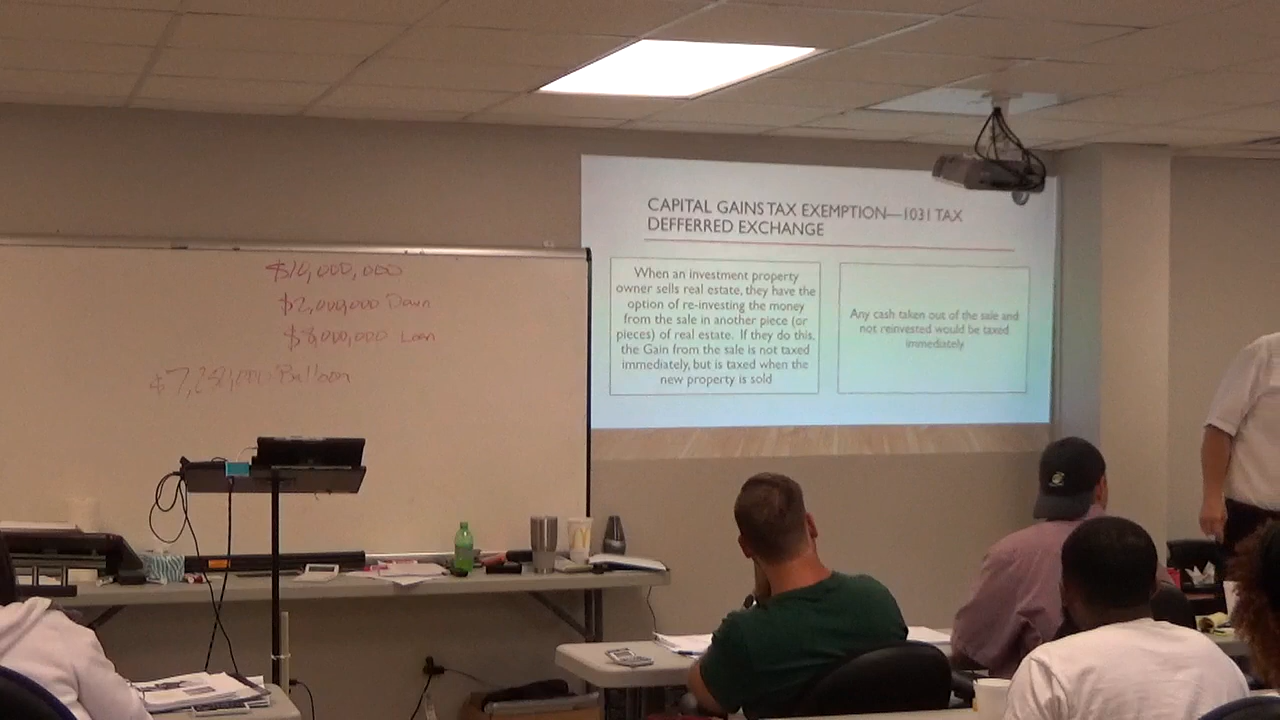 $10,000,000
$2,000,000 Down
$8,000,000 Loan
Balloon
CAPITAL GAINS TAX EXEMPTION—1031 TAX
DEFFERRED EXCHANGE
When an investment property
owner sells real estate, they have the
option of re-investing the money
from the sale in another piece (or
pieces) of real estate. If they do this,
the Gain from the sale is not taxed
immediately, but is taxed when the
new property is sold
Any cash taken out of the sale and
not reinvested would be taxed
immediately